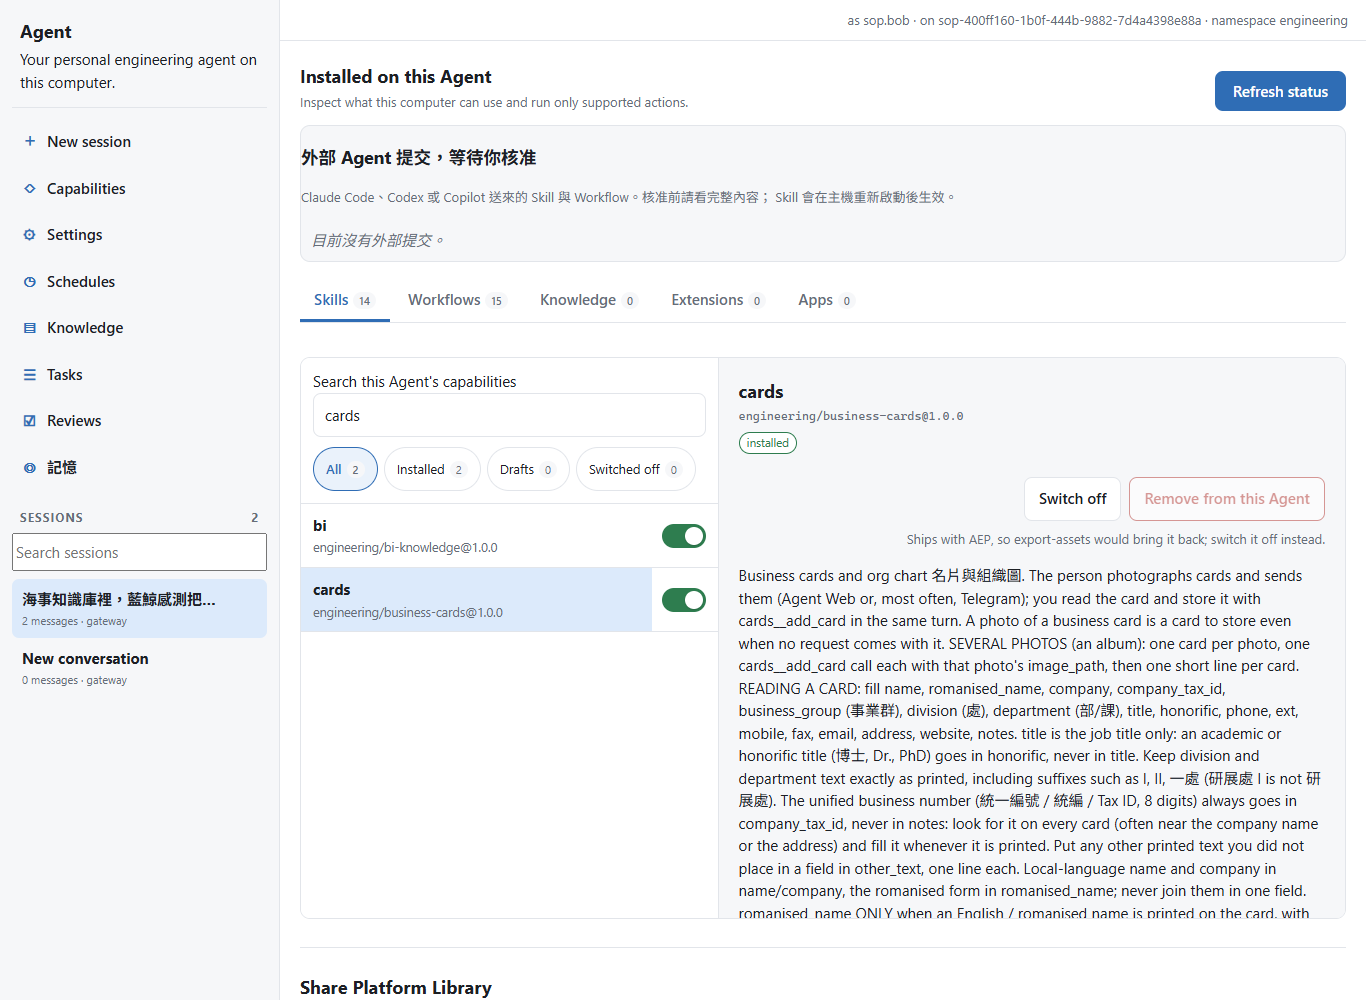 Agent
Your personal engineering agent on
this computer.
New session
Capabilities
Settings
Schedules
Knowledge
Tasks
Reviews
記憶
SESSIONS 2
Search sessions
海事知識庫裡，藍鯨感測把...
2 messages · gateway
New conversation
0 messages · gateway
as sop.bob · on sop-400ff160-1b0f-444b-9882-7d4a4398e88a · namespace engineering
Installed on this Agent
Inspect what this computer can use and run only supported actions.
Refresh status
外部 Agent 提交，等待你核准
Claude Code、Codex 或 Copilot 送來的 Skill 與 Workflow。核准前請看完整內容； Skill 會在主機重新啟動後生效。
目前沒有外部提交。
Skills 14 Workflows 15 Knowledge 0 Extensions 0 Apps 0
Search this Agent's capabilities
cards
All 2 Installed 2 Drafts 0 Switched off 0
bi
engineering/bi-knowledge@1.0.0
cards
engineering/business-cards@1.0.0
cards
engineering/business-cards@1.0.0
installed
Switch off Remove from this Agent
Ships with AEP, so export-assets would bring it back; switch it off instead.
Business cards and org chart 名片與組織圖. The person photographs cards and sends
them (Agent Web or, most often, Telegram); you read the card and store it with
cards__add_card in the same turn. A photo of a business card is a card to store even
when no request comes with it. SEVERAL PHOTOS (an album): one card per photo, one
cards__add_card call each with that photo's image_path, then one short line per card.
READING A CARD: fill name, romanised_name, company, company_tax_id,
business_group (事業群), division (處), department (部/課), title, honorific, phone, ext,
mobile, fax, email, address, website, notes. title is the job title only: an academic or
honorific title (博士, Dr., PhD) goes in honorific, never in title. Keep division and
department text exactly as printed, including suffixes such as I, II, 一處 (研展處 I is not 研
展處). The unified business number (統一編號 / 統編 / Tax ID, 8 digits) always goes in
company_tax_id, never in notes: look for it on every card (often near the company name
or the address) and fill it whenever it is printed. Put any other printed text you did not
place in a field in other_text, one line each. Local-language name and company in
name/company, the romanised form in romanised_name; never join them in one field.
romanised_name ONLY when an English / romanised name is printed on the card, with
Share Platform Library